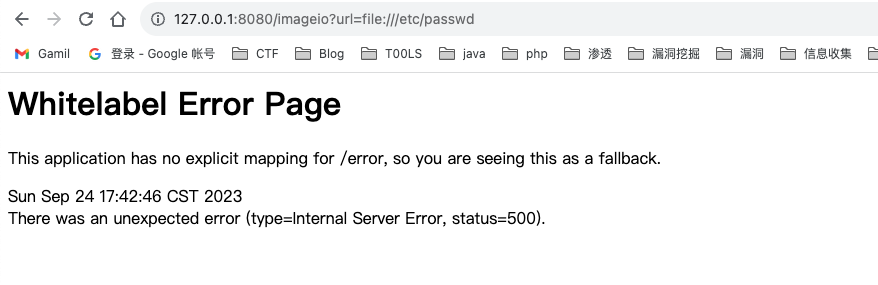 127.0.0.1:8080/imageio?url=file:///etc/passwd
Gamil 登录 - Google 帐号 CTF Blog T00LS java php 渗透 漏洞挖掘 漏洞 信息收集
Whitelabel Error Page
This application has no explicit mapping for /error, so you are seeing this as a fallback.
Sun Sep 24 17:42:46 CST 2023
There was an unexpected error (type=Internal Server Error, status=500).